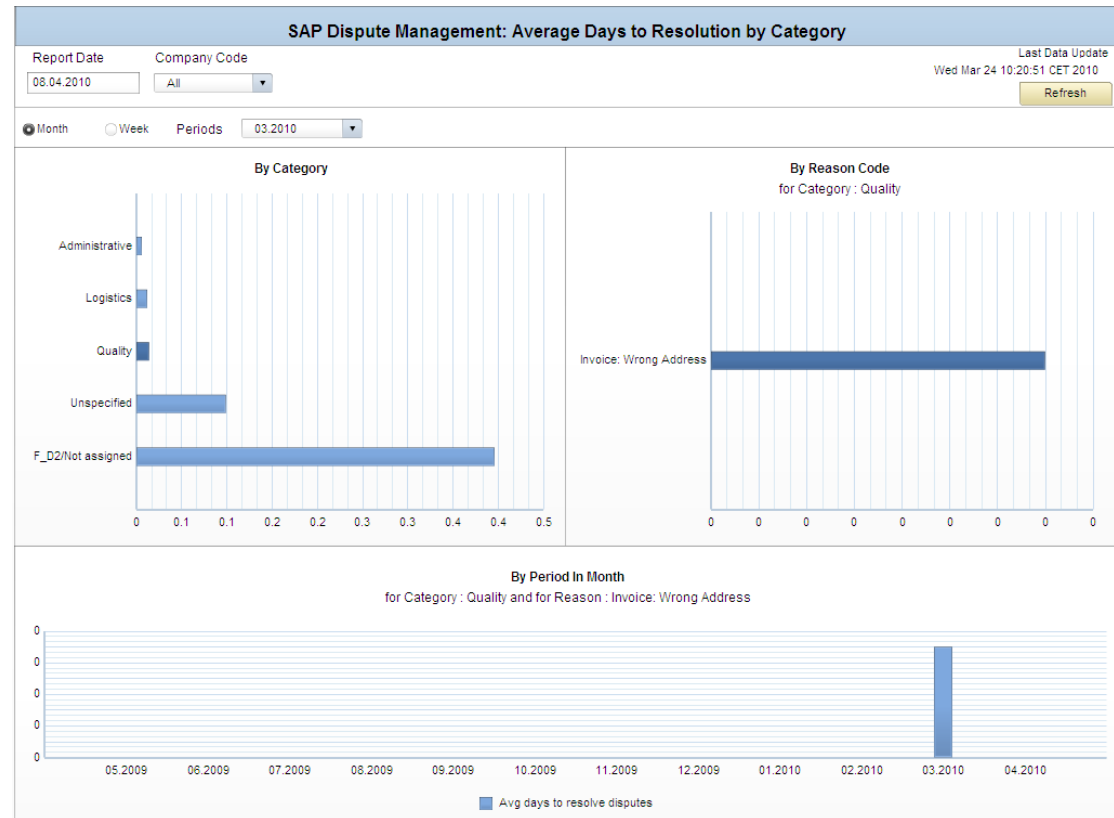 SAP Dispute Management: Average Days to Resolution by Category
Report Date
Company Code
Last Data Update
Wed Mar 24 10:20:51 CET 2010
08.04.2010
All
Refresh
Month
Week
Periods
03.2010
By Category
Administrative
Logistics
Quality
Unspecified
F_D2/Not assigned
0 0.1 0.1 0.2 0.2 0.3 0.3 0.4 0.4 0.5
By Reason Code
for Category : Quality
Invoice: Wrong Address
0 0 0 0 0 0 0 0 0
By Period In Month
for Category : Quality and for Reason : Invoice: Wrong Address
0
0
0
0
0
05.2009 06.2009 07.2009 08.2009 09.2009 10.2009 11.2009 12.2009 01.2010 02.2010 03.2010 04.2010
Avg days to resolve disputes